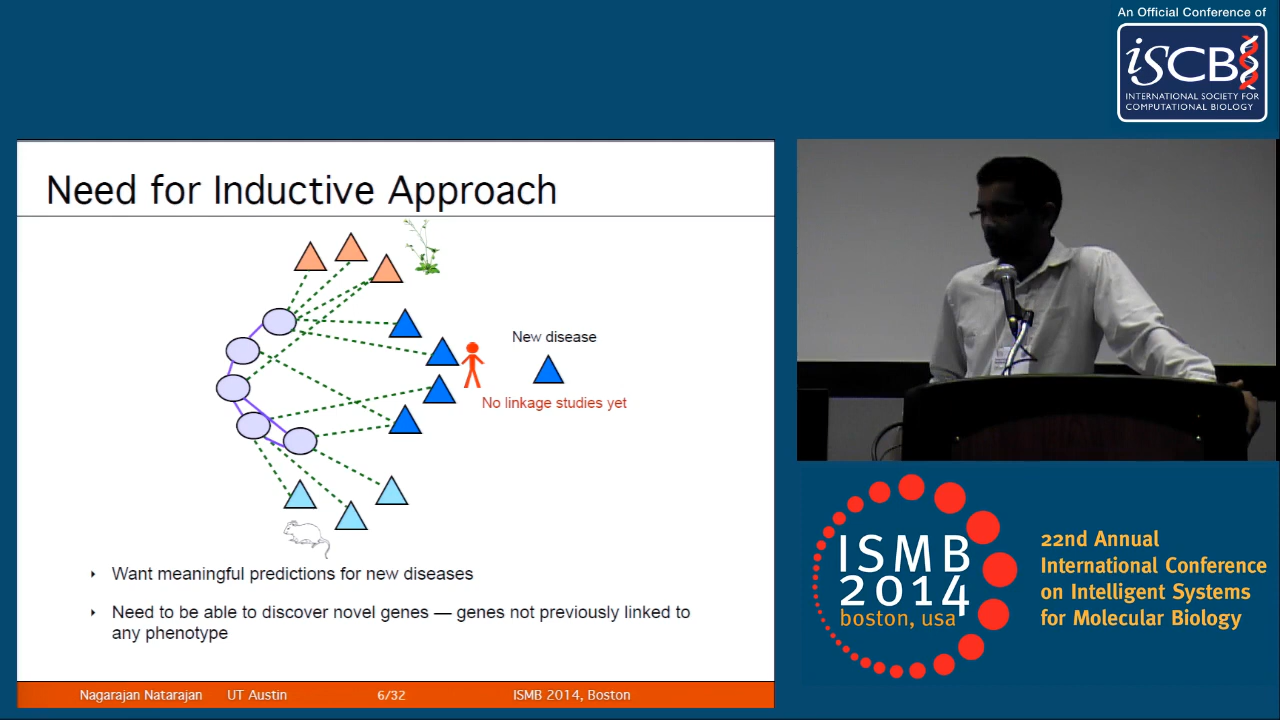 An Official Conference of
iSCB
INTERNATIONAL SOCIETY FOR
COMPUTATIONAL BIOLOGY
Need for Inductive Approach
New disease
No linkage studies yet
Want meaningful predictions for new diseases
Need to be able to discover novel genes — genes not previously linked to
any phenotype
Nagarajan Natarajan UT Austin 6/32 ISMB 2014, Boston
ISMB
2014
boston, usa
22nd Annual
International Conference
on Intelligent Systems
for Molecular Biology